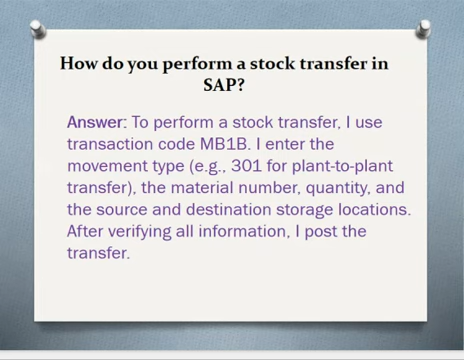 How do you perform a stock transfer in
SAP?
Answer: To perform a stock transfer, I use
transaction code MB1B. I enter the
movement type (e.g., 301 for plant-to-plant
transfer), the material number, quantity, and
the source and destination storage locations.
After verifying all information, I post the
transfer.